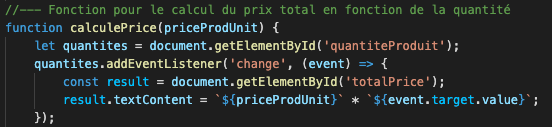 //--- Fonction pour le calcul du prix total en fonction de la quantité
function calculePrice(priceProdUnit) {
    let quantites = document.getElementById('quantiteProduit');
    quantites.addEventListener('change', (event) => {
        const result = document.getElementById('totalPrice');
        result.textContent = `${priceProdUnit}` * `${event.target.value}`;
    });